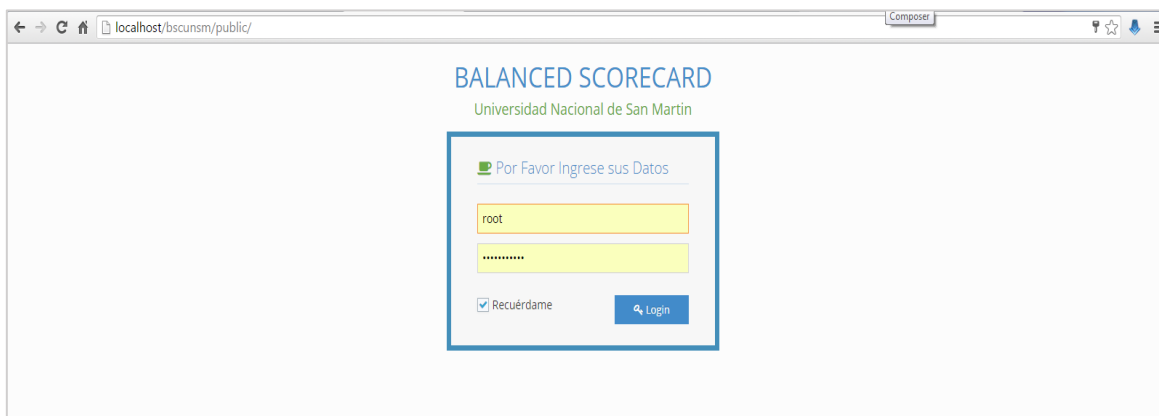 Composer
localhost/bscunsm/public/
BALANCED SCORECARD
Universidad Nacional de San Martin
Por Favor Ingrese sus Datos
root
•••••••••••
Recuérdame
Login